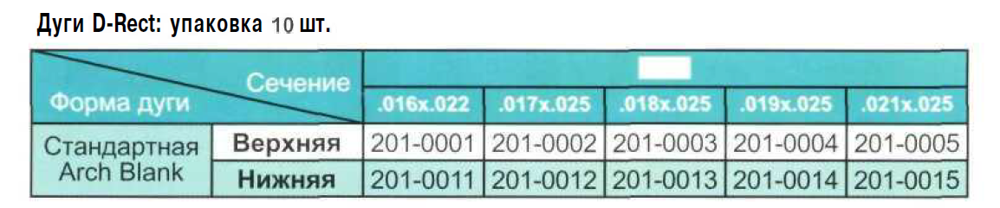 Дуги D-Rect: упаковка 10 шт.
Сечение
Форма дуги
.016x.022 .017x.025 .018x.025 .019x.025 .021x.025
Стандартная
Arch Blank
Верхняя 201-0001 201-0002 201-0003 201-0004 201-0005
Нижняя 201-0011 201-0012 201-0013 201-0014 201-0015